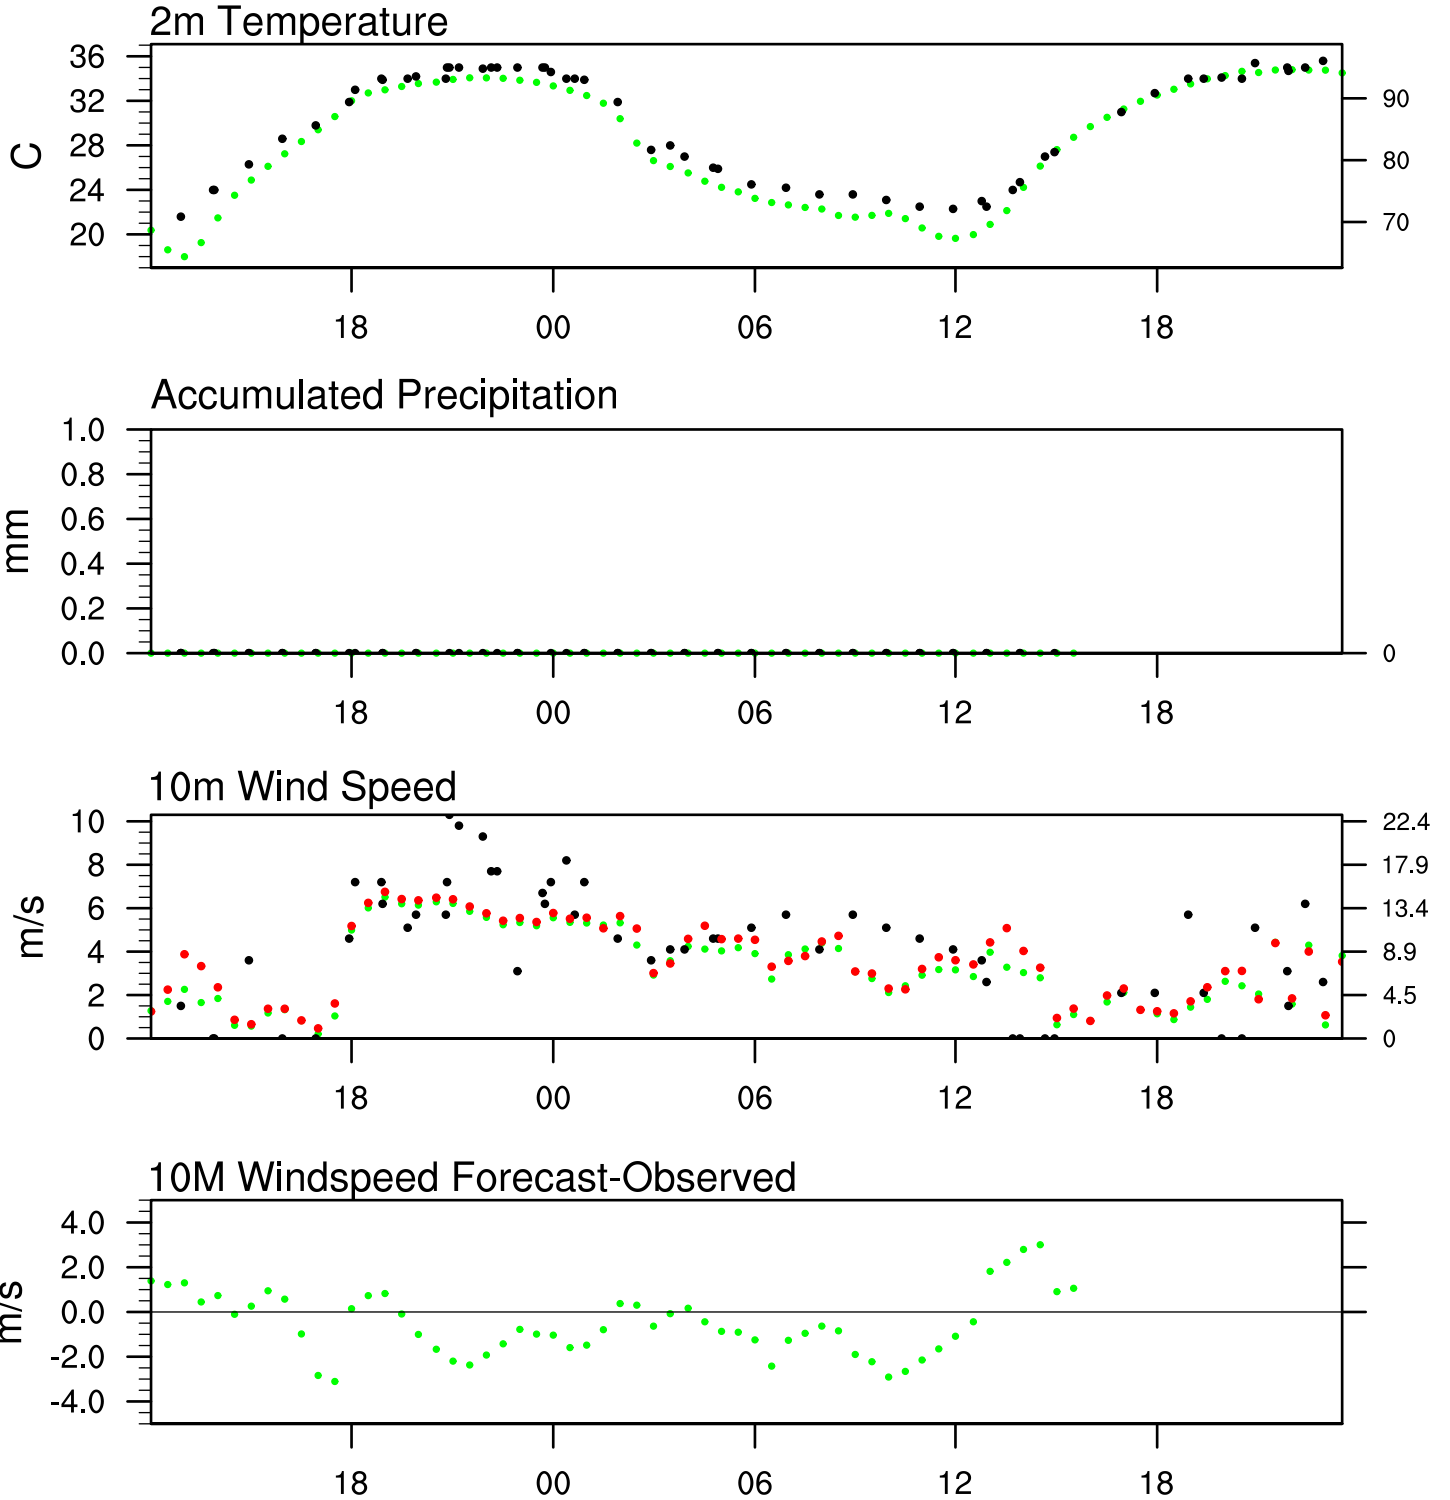 2m Temperature
36
32
28
24
20
C
90
80
70
18 00 06 12 18
Accumulated Precipitation
1.0
0.8
0.6
0.4
0.2
0.0
mm
0
18 00 06 12 18
10m Wind Speed
10
8
6
4
2
0
m/s
22.4
17.9
13.4
8.9
4.5
0
18 00 06 12 18
10M Windspeed Forecast-Observed
4.0
2.0
0.0
-2.0
-4.0
m/s
18 00 06 12 18